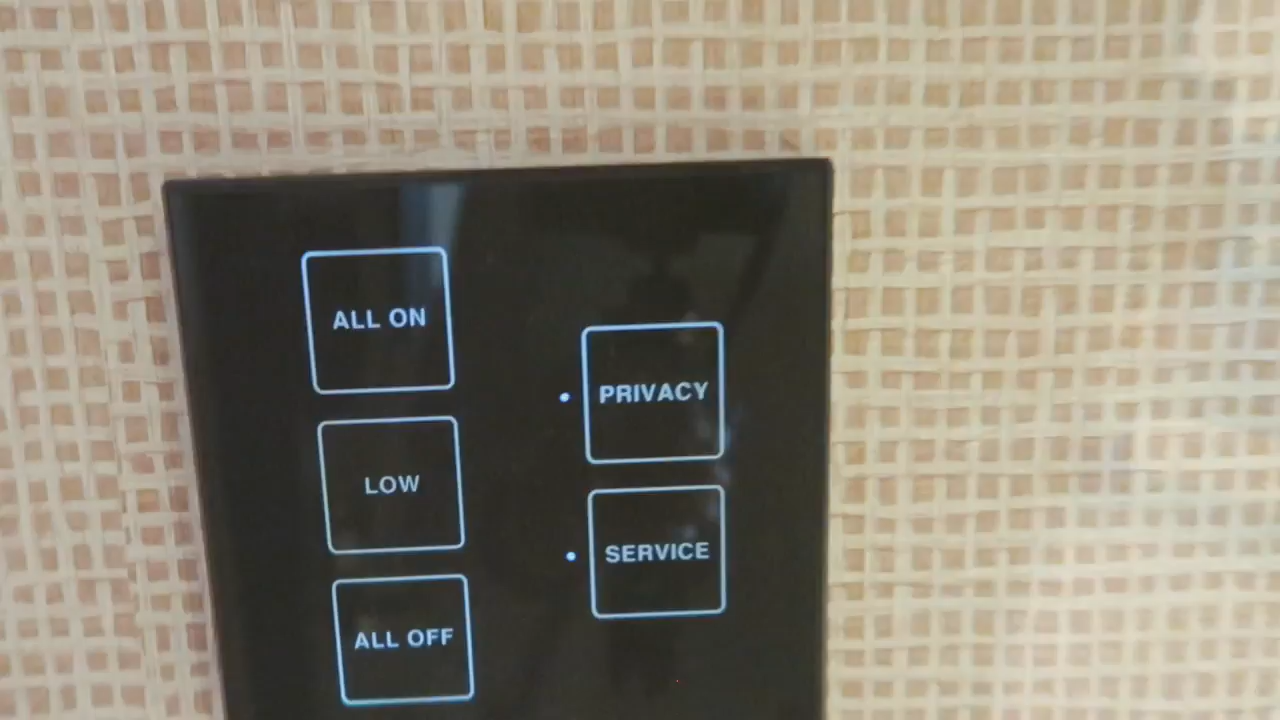 ALL ON
LOW
ALL OFF
PRIVACY
SERVICE